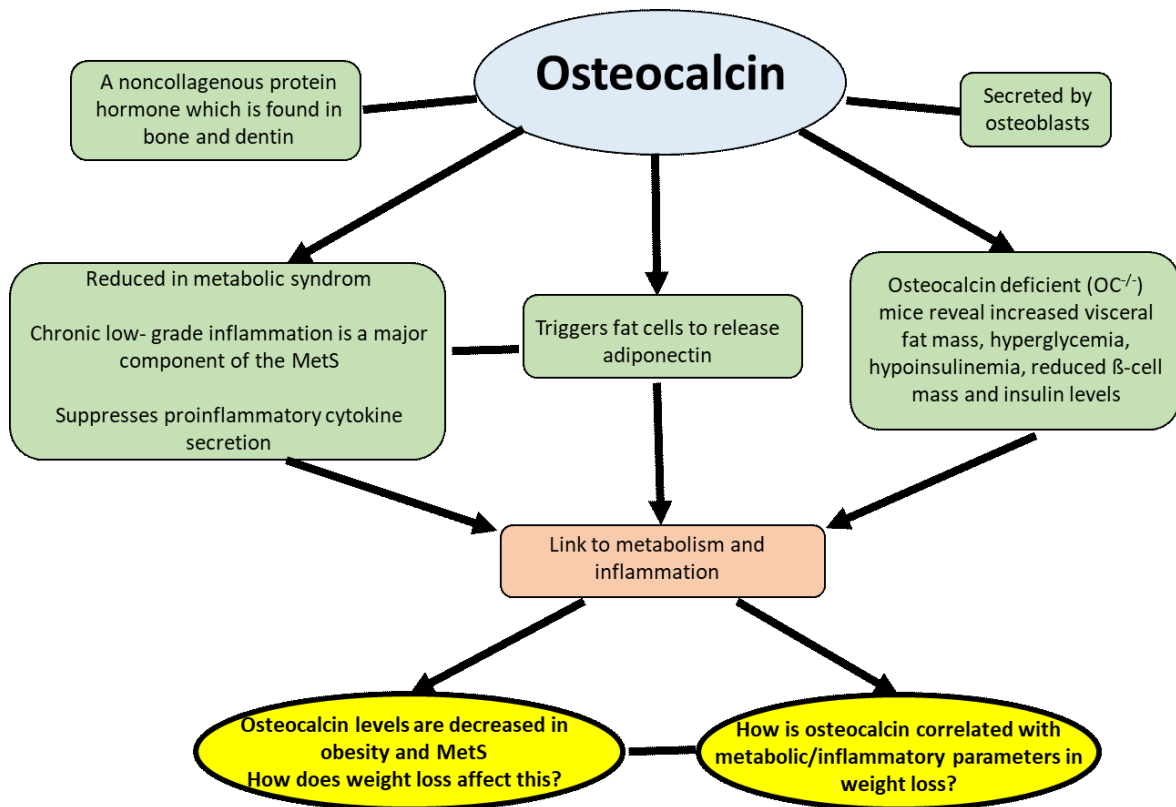 Osteocalcin
A noncollagenous protein
hormone which is found in
bone and dentin
Secreted by
osteoblasts
Reduced in metabolic syndrom
Chronic low- grade inflammation is a major
component of the MetS
Suppresses proinflammatory cytokine
secretion
Triggers fat cells to release
adiponectin
Osteocalcin deficient (OC⁻/⁻)
mice reveal increased visceral
fat mass, hyperglycemia,
hypoinsulinemia, reduced ß-cell
mass and insulin levels
Link to metabolism and
inflammation
Osteocalcin levels are decreased in
obesity and MetS
How does weight loss affect this?
How is osteocalcin correlated with
metabolic/inflammatory parameters in
weight loss?